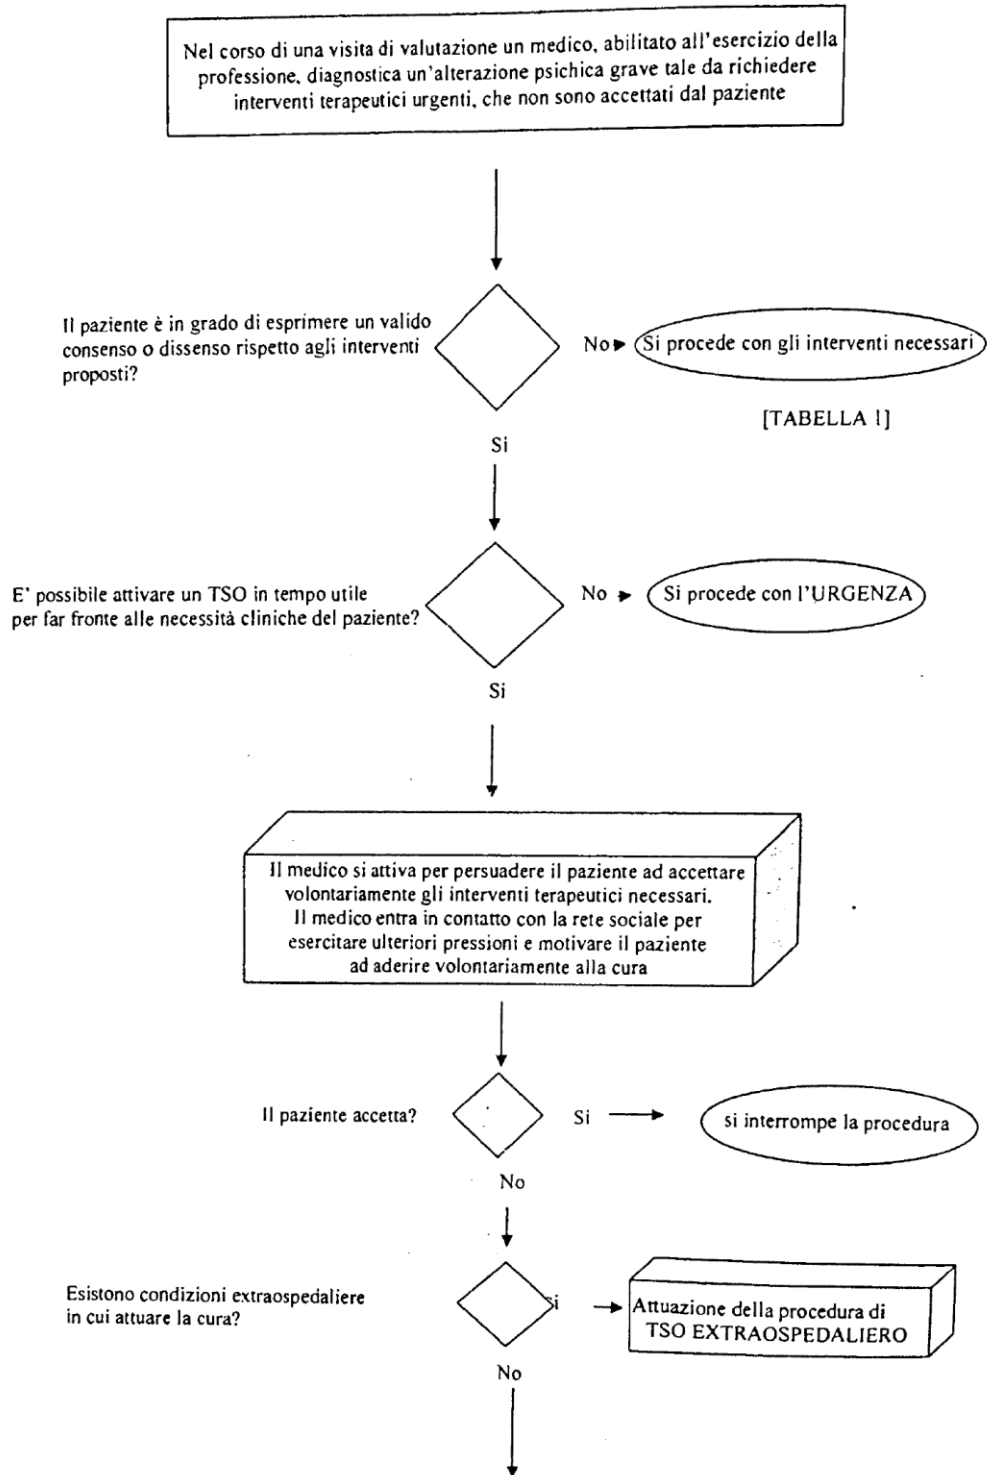 Nel corso di una visita di valutazione un medico, abilitato all'esercizio della
professione, diagnostica un'alterazione psichica grave tale da richiedere
interventi terapeutici urgenti, che non sono accettati dal paziente
Il paziente è in grado di esprimere un valido
consenso o dissenso rispetto agli interventi
proposti?
No
Si procede con gli interventi necessari
[TABELLA 1]
Si
E' possibile attivare un TSO in tempo utile
per far fronte alle necessità cliniche del paziente?
No
Si procede con l'URGENZA
Si
Il medico si attiva per persuadere il paziente ad accettare
volontariamente gli interventi terapeutici necessari.
Il medico entra in contatto con la rete sociale per
esercitare ulteriori pressioni e motivare il paziente
ad aderire volontariamente alla cura
Il paziente accetta?
Si
si interrompe la procedura
No
Esistono condizioni extraospedaliere
in cui attuare la cura?
Si
Attuazione della procedura di
TSO EXTRAOSPEDALIERO
No